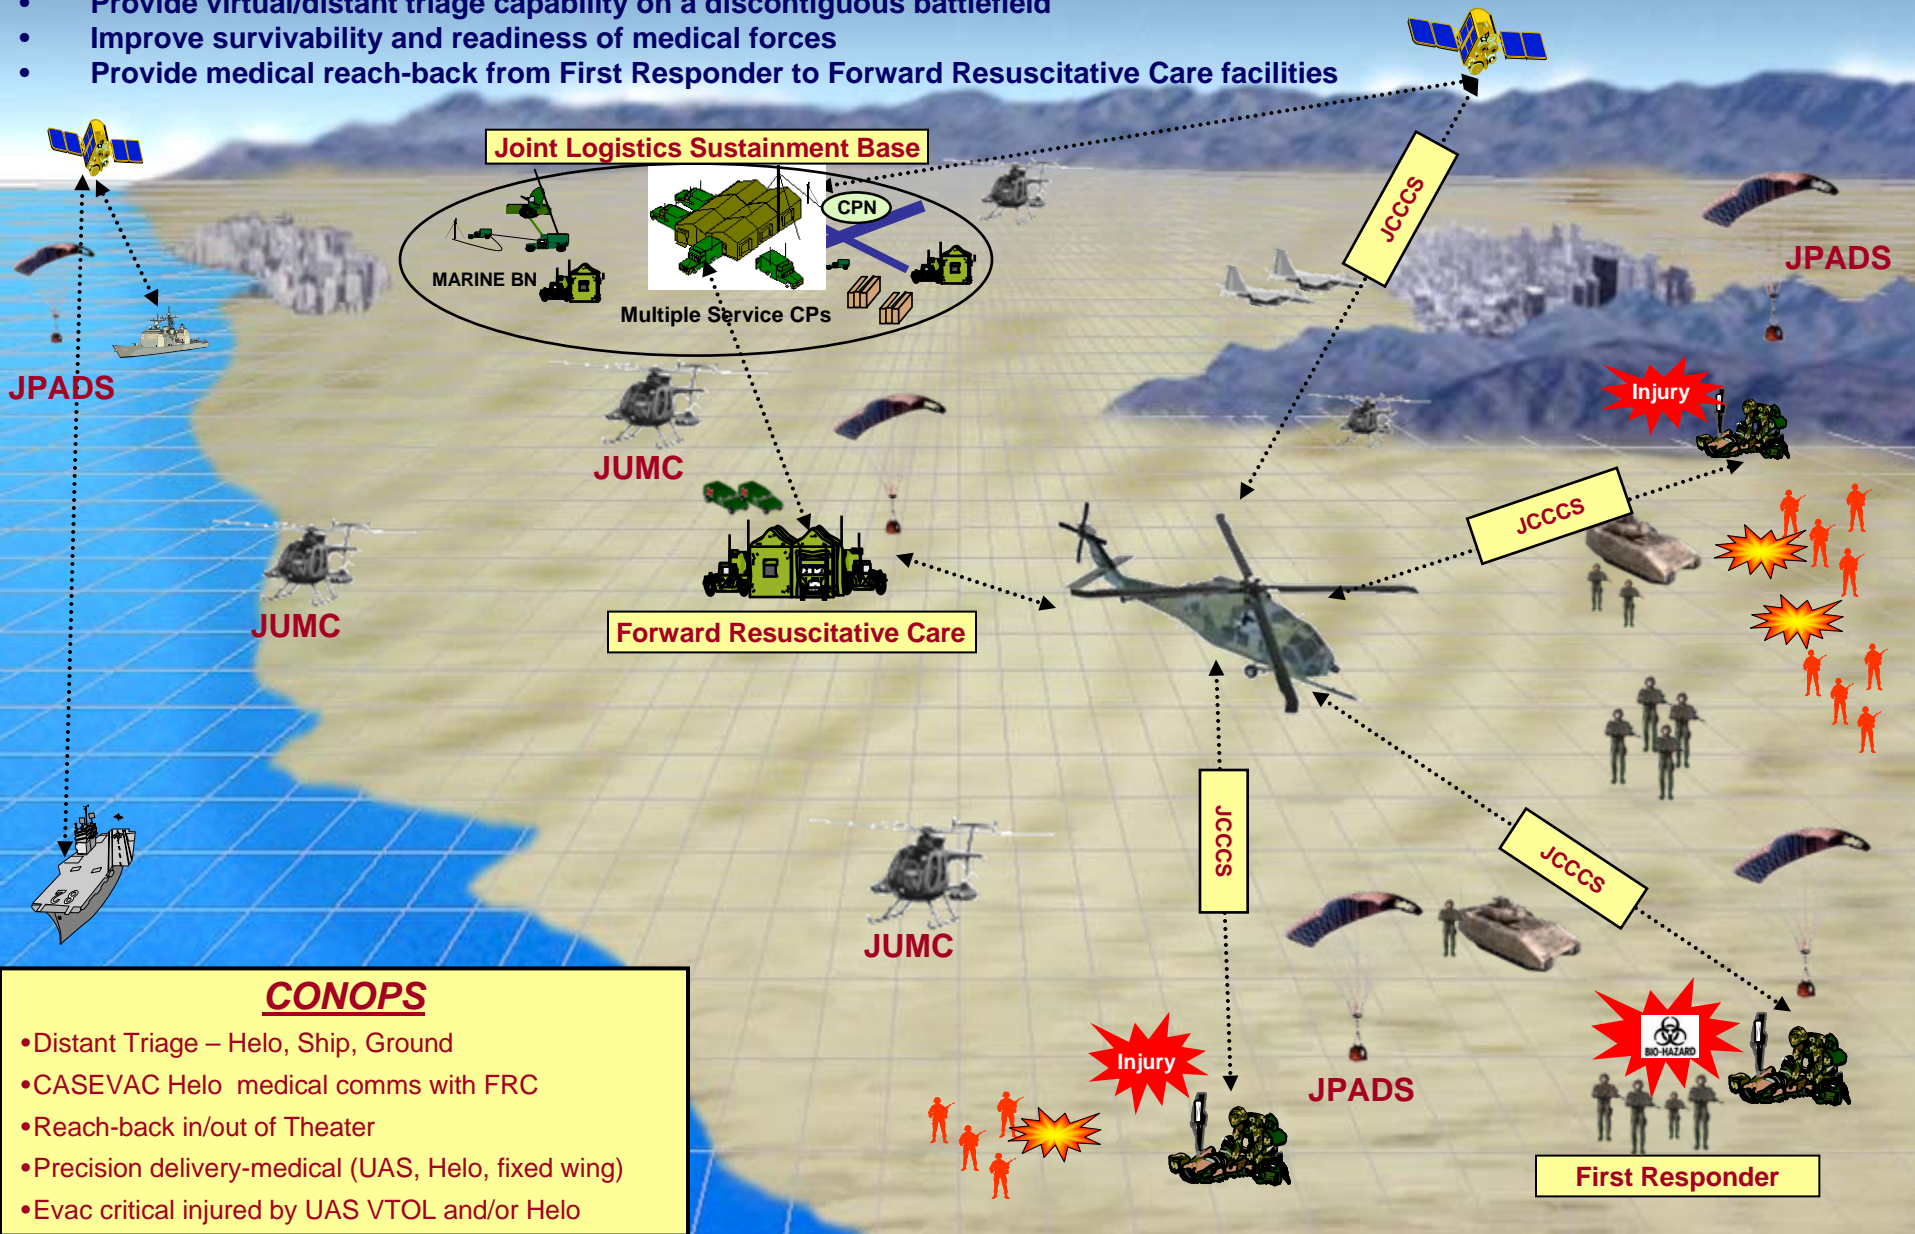 • Provide virtual/distant triage capability on a discontiguous battlefield
• Improve survivability and readiness of medical forces
• Provide medical reach-back from First Responder to Forward Resuscitative Care facilities
Joint Logistics Sustainment Base
CPN
MARINE BN
Multiple Service CPs
JCCCS
JPADS
JPADS
Injury
JUMC
JCCCS
JUMC
Forward Resuscitative Care
JCCCS
JCCCS
JUMC
CONOPS
•Distant Triage – Helo, Ship, Ground
•CASEVAC Helo medical comms with FRC
•Reach-back in/out of Theater
•Precision delivery-medical (UAS, Helo, fixed wing)
•Evac critical injured by UAS VTOL and/or Helo
Injury
JPADS
BIO-HAZARD
First Responder